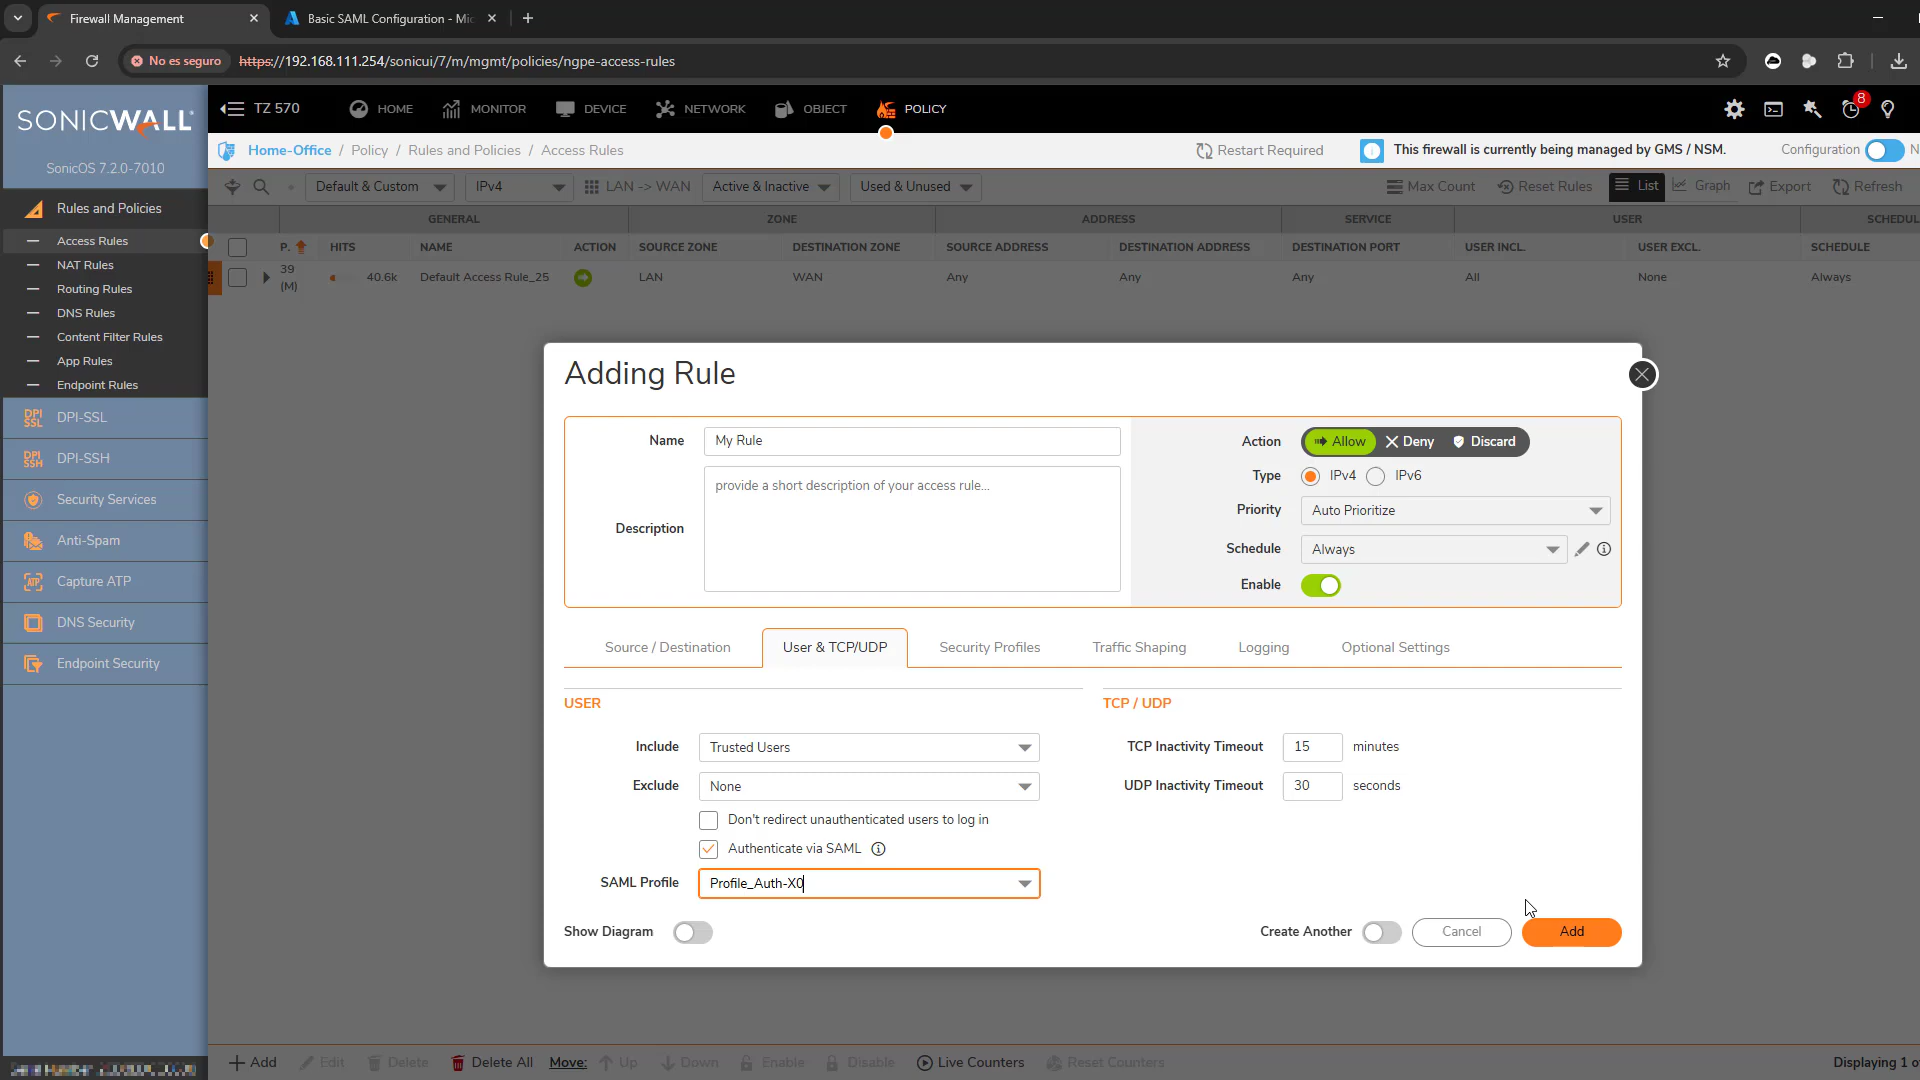 Firewall Management
Basic SAML Configuration - Mic
No es seguro
https://192.168.111.254/sonicui/7/m/mgmt/policies/ngpe-access-rules
SONICWALL
SonicOS 7.2.0-7010
TZ 570
HOME
MONITOR
DEVICE
NETWORK
OBJECT
POLICY
8
Home-Office / Policy / Rules and Policies / Access Rules
Restart Required
This firewall is currently being managed by GMS / NSM.
Configuration
N
Default & Custom
IPv4
LAN -> WAN
Active & Inactive
Used & Unused
Max Count
Reset Rules
List
Graph
Export
Refresh
GENERAL
ZONE
ADDRESS
SERVICE
USER
SCHEDUL
P.
HITS
NAME
ACTION
SOURCE ZONE
DESTINATION ZONE
SOURCE ADDRESS
DESTINATION ADDRESS
DESTINATION PORT
USER INCL.
USER EXCL.
SCHEDULE
39
(M)
40.6k
Default Access Rule_25
LAN
WAN
Any
Any
Any
All
None
Always
Rules and Policies
Access Rules
NAT Rules
Routing Rules
DNS Rules
Content Filter Rules
App Rules
Endpoint Rules
DPI SSL
DPI-SSL
DPI SSH
DPI-SSH
Security Services
Anti-Spam
ATP
Capture ATP
DNS Security
Endpoint Security
Adding Rule
Name
My Rule
Description
provide a short description of your access rule...
Action
Allow
Deny
Discard
Type
IPv4
IPv6
Priority
Auto Prioritize
Schedule
Always
Enable
Source / Destination
User & TCP/UDP
Security Profiles
Traffic Shaping
Logging
Optional Settings
USER
Include
Trusted Users
Exclude
None
Don't redirect unauthenticated users to log in
Authenticate via SAML
SAML Profile
Profile_Auth-X0
TCP / UDP
TCP Inactivity Timeout
15
minutes
UDP Inactivity Timeout
30
seconds
Show Diagram
Create Another
Cancel
Add
Add
Edit
Delete
Delete All
Move:
Up
Down
Enable
Disable
Live Counters
Reset Counters
Displaying 1 o